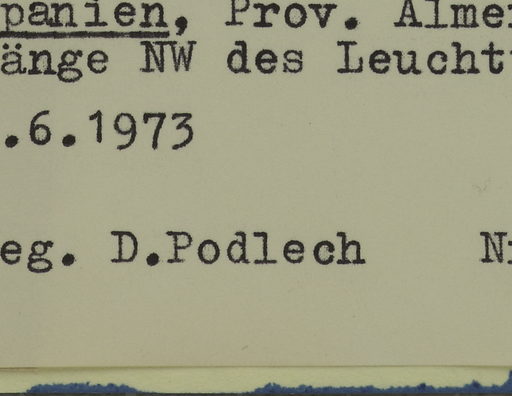 panien, Prov. Alme
änge NW des Leucht
.6.1973
eg. D.Podlech N